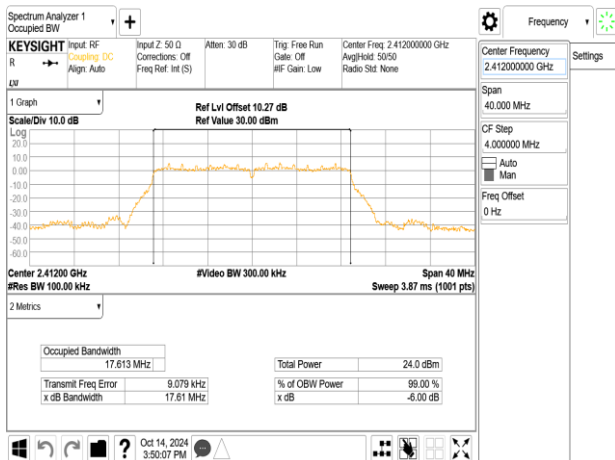 Spectrum Analyzer 1
Occupied BW
+
Frequency
KEYSIGHT
R
LXI
Input: RF
Coupling: DC
Align: Auto
Input Z: 50 Ω
Corrections: Off
Freq Ref: Int (S)
Atten: 30 dB
Trig: Free Run
Gate: Off
#IF Gain: Low
Center Freq: 2.412000000 GHz
Avg|Hold: 50/50
Radio Std: None
Center Frequency
2.412000000 GHz
Settings
Span
40.000 MHz
CF Step
4.000000 MHz
Auto
Man
Freq Offset
0 Hz
1 Graph
Scale/Div 10.0 dB
Ref Lvl Offset 10.27 dB
Ref Value 30.00 dBm
Log
20.0
10.0
0.00
-10.0
-20.0
-30.0
-40.0
-50.0
-60.0
Center 2.41200 GHz
#Res BW 100.00 kHz
#Video BW 300.00 kHz
Span 40 MHz
Sweep 3.87 ms (1001 pts)
2 Metrics
Occupied Bandwidth
17.613 MHz
Total Power 24.0 dBm
Transmit Freq Error 9.079 kHz
% of OBW Power 99.00 %
x dB Bandwidth 17.61 MHz
x dB -6.00 dB
?
Oct 14, 2024
3:50:07 PM